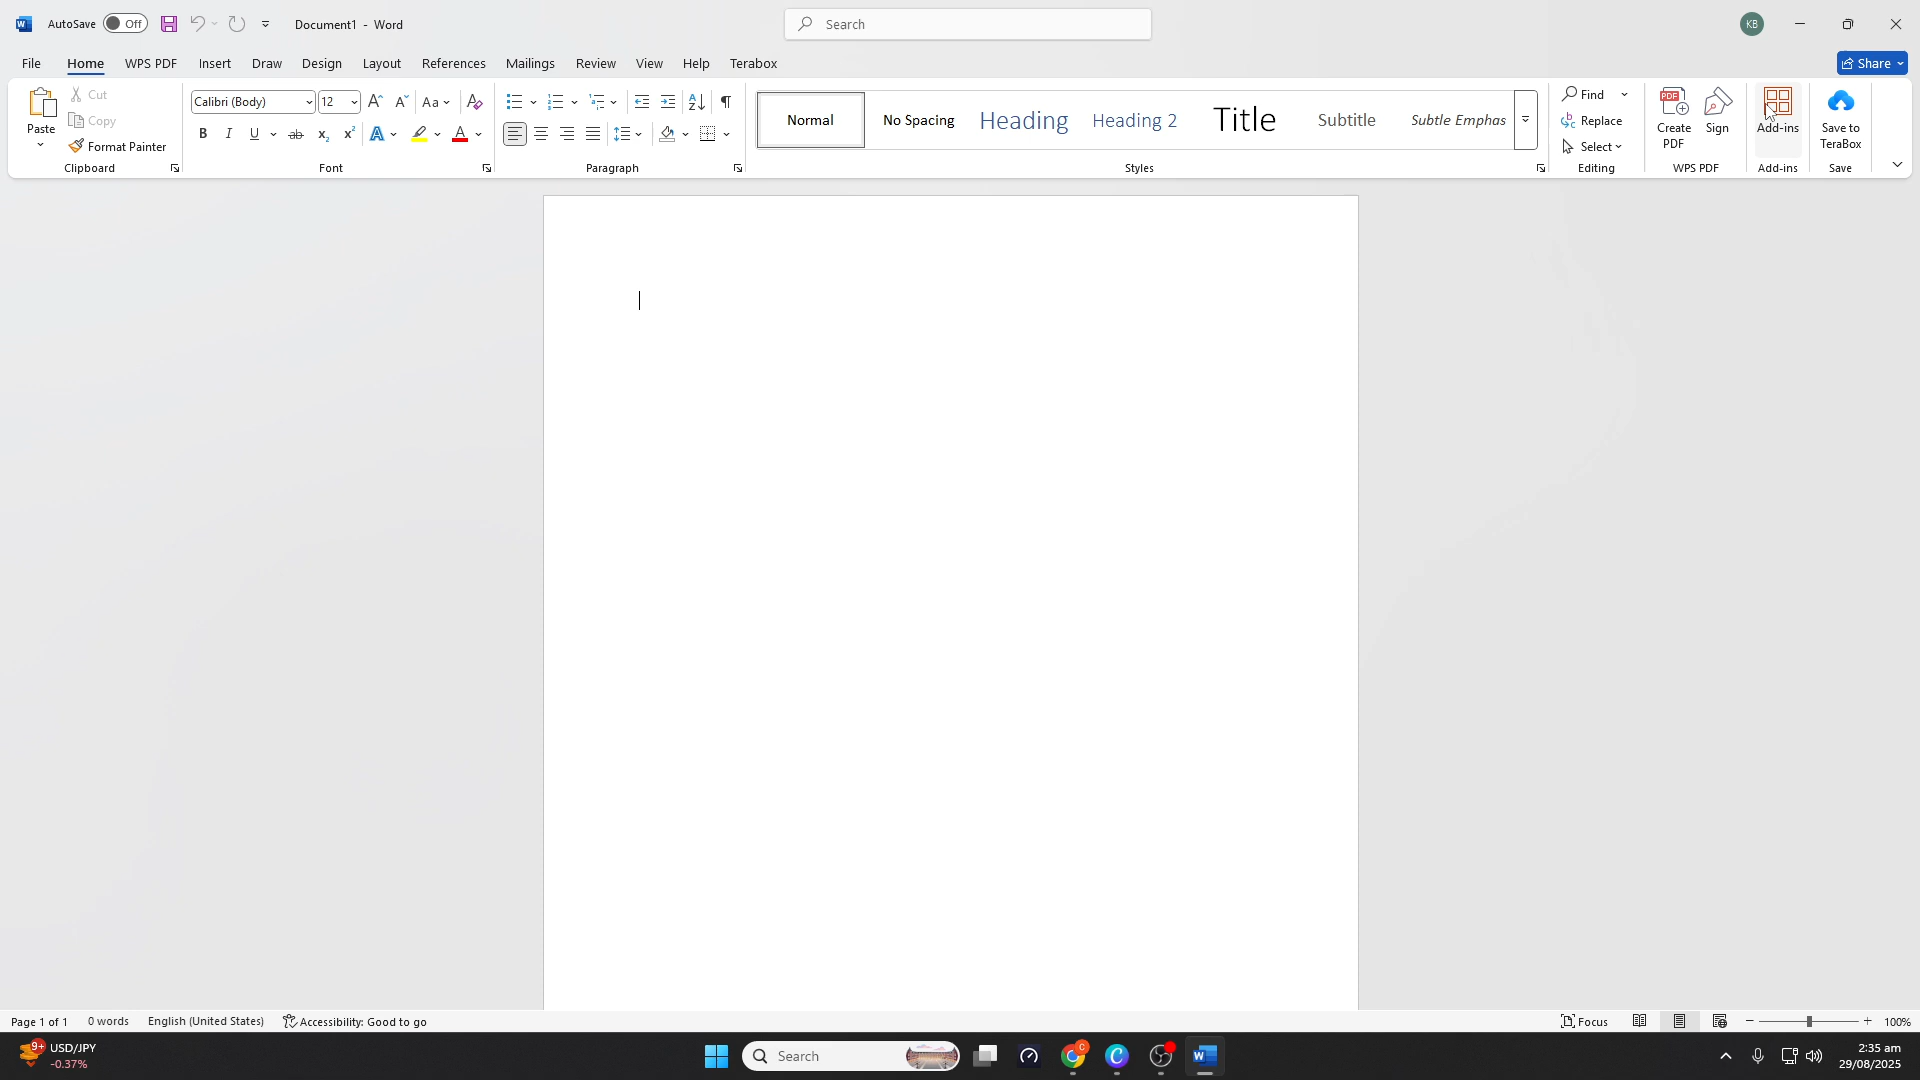 AutoSave Off Document1 - Word Search KB
File Home WPS PDF Insert Draw Design Layout References Mailings Review View Help Terabox Share
Paste Cut Copy Format Painter Clipboard
Calibri (Body) 12 Aa Font
Paragraph
Normal No Spacing Heading Heading 2 Title Subtitle Subtle Emphas Styles
Find Replace Select Editing
Create PDF Sign WPS PDF
Add-ins Add-ins
Save to TeraBox Save
Page 1 of 1 0 words English (United States) Accessibility: Good to go Focus 100%
9+ USD/JPY Search 2:35 am
-0.37% 29/08/2025